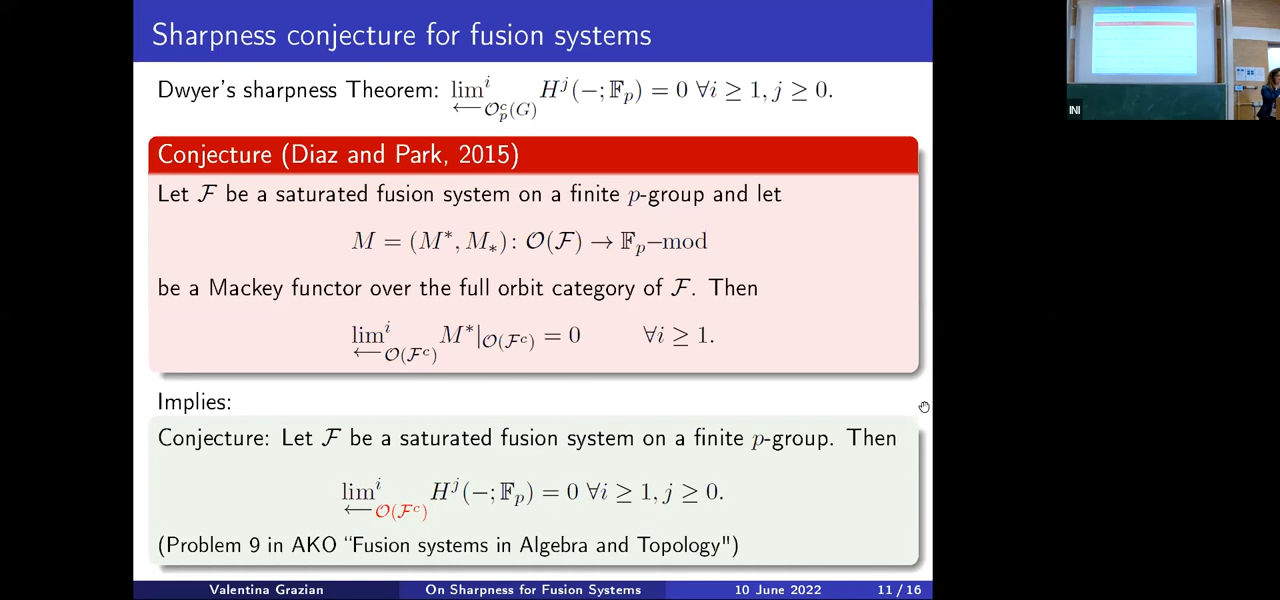 Sharpness conjecture for fusion systems
Dwyer's sharpness Theorem: lim^i_{← O^c_p(G)} H^j(−; 𝔽_p) = 0 ∀i ≥ 1, j ≥ 0.
Conjecture (Diaz and Park, 2015)
Let ℱ be a saturated fusion system on a finite p-group and let
M = (M^*, M_*): O(ℱ) → 𝔽_p−mod
be a Mackey functor over the full orbit category of ℱ. Then
lim^i_{← O(ℱ^c)} M^*|_{O(ℱ^c)} = 0 ∀i ≥ 1.
Implies:
Conjecture: Let ℱ be a saturated fusion system on a finite p-group. Then
lim^i_{← O(ℱ^c)} H^j(−; 𝔽_p) = 0 ∀i ≥ 1, j ≥ 0.
(Problem 9 in AKO “Fusion systems in Algebra and Topology")
Valentina Grazian On Sharpness for Fusion Systems 10 June 2022 11 / 16
INI